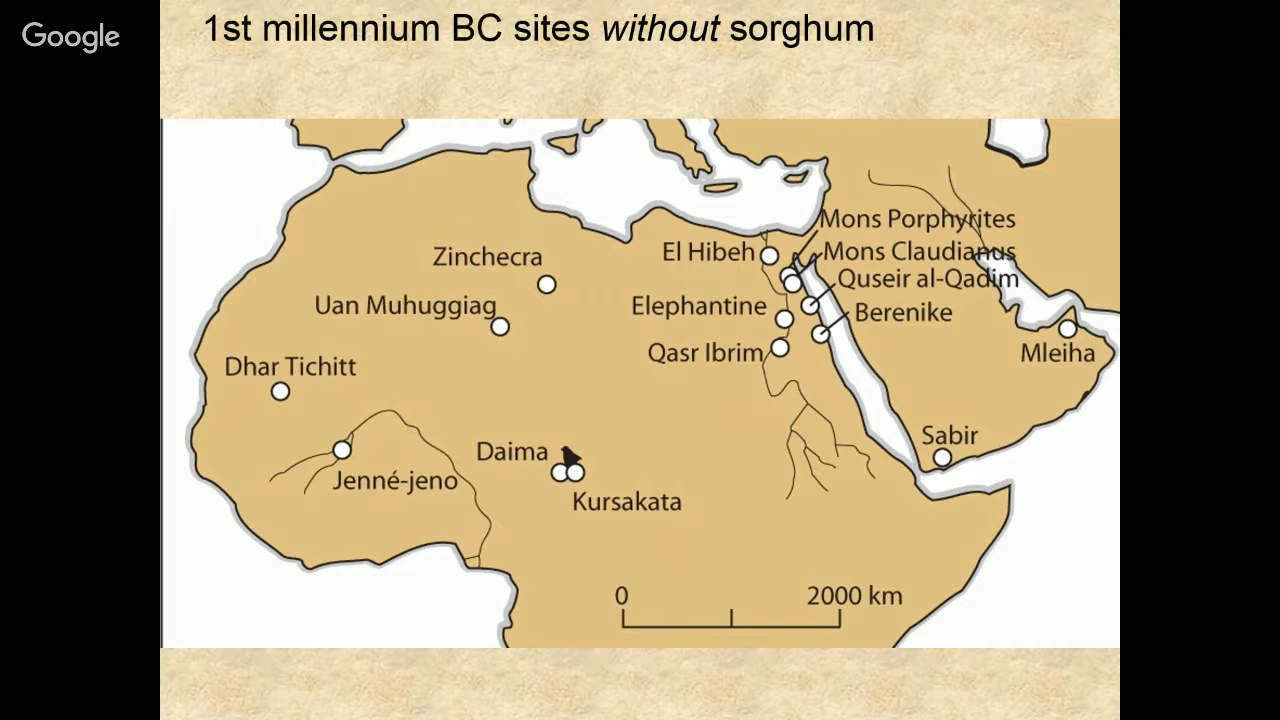 Google
1st millennium BC sites without sorghum
Mons Porphyrites
El Hibeh
Mons Claudianus
Zinchecra
Quseir al-Qadim
Uan Muhuggiag
Elephantine
Berenike
Qasr Ibrim
Mleiha
Dhar Tichitt
Sabir
Daima
Jenné-jeno
Kursakata
0
2000 km